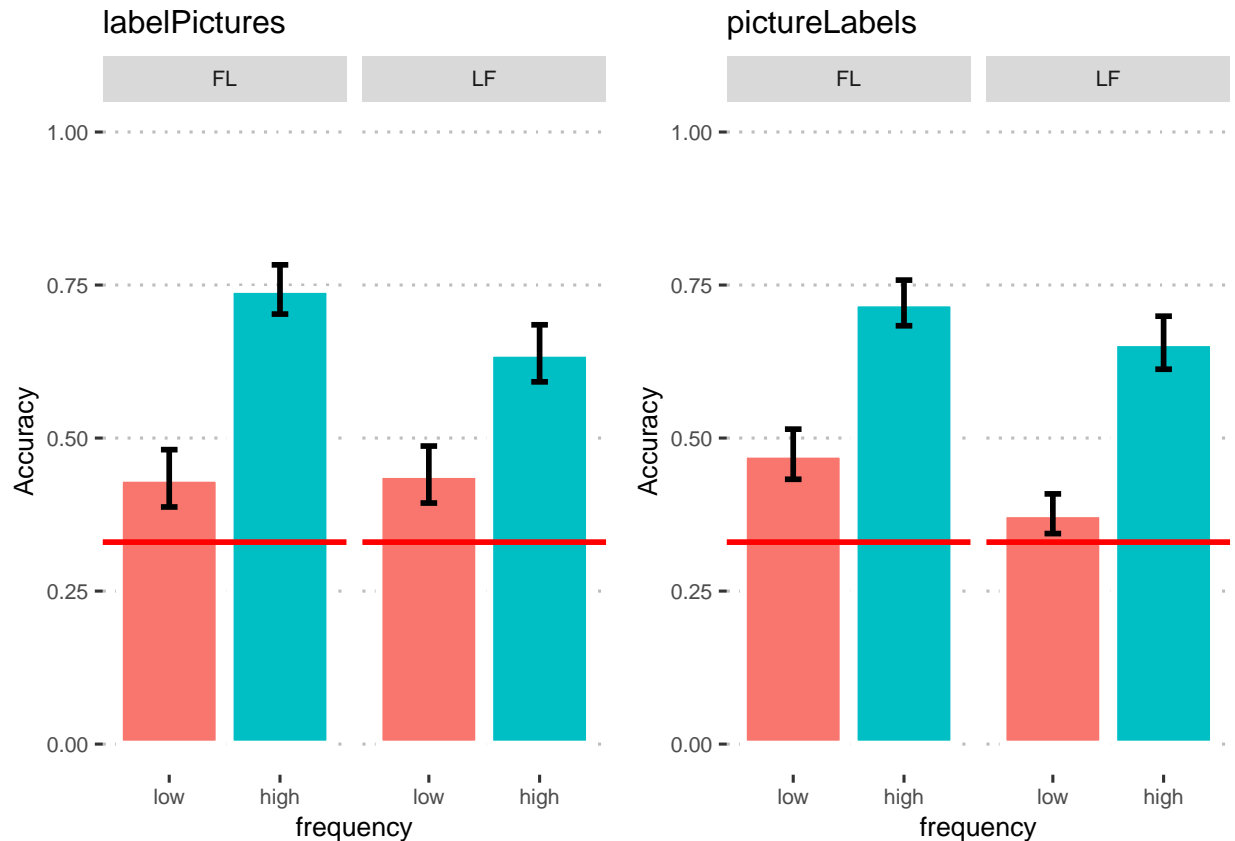 labelPictures
FL LF
1.00
0.75
0.50
0.25
0.00
Accuracy
low high low high
frequency
pictureLabels
FL LF
1.00
0.75
0.50
0.25
0.00
Accuracy
low high low high
frequency